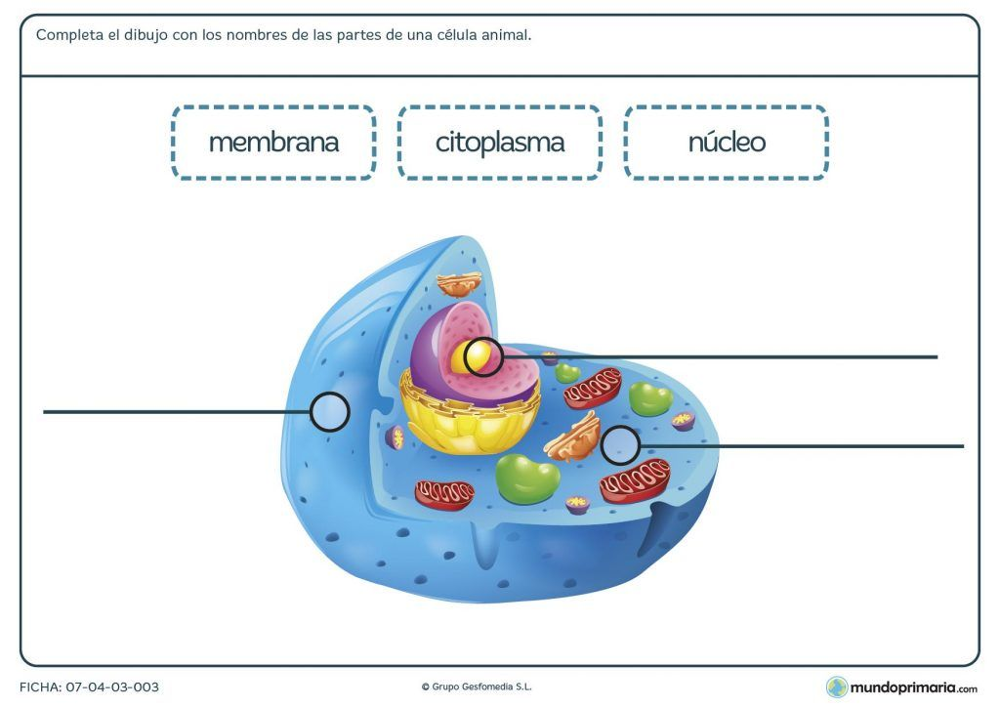 Completa el dibujo con los nombres de las partes de una célula animal.
membrana citoplasma núcleo
FICHA: 07-04-03-003 © Grupo Gesfomedia S.L. mundoprimaria.com